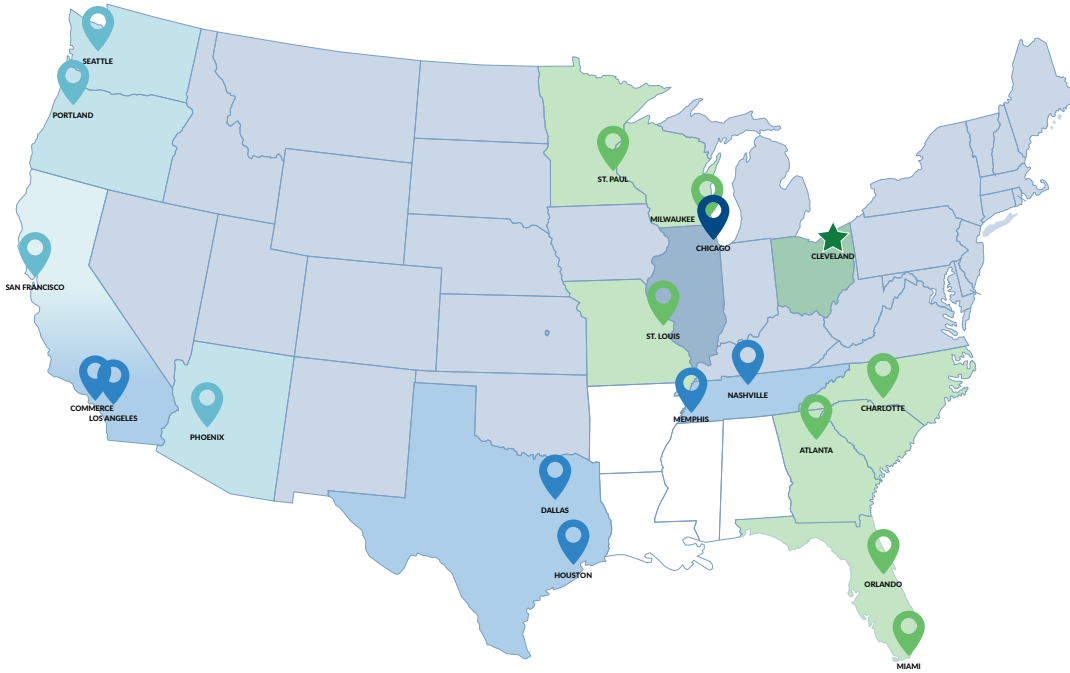 SEATTLE
PORTLAND
ST. PAUL
MILWAUKEE
CHICAGO
CLEVELAND
SAN FRANCISCO
ST. LOUIS
COMMERCE
LOS ANGELES
PHOENIX
NASHVILLE
MEMPHIS
CHARLOTTE
ATLANTA
DALLAS
HOUSTON
ORLANDO
MIAMI